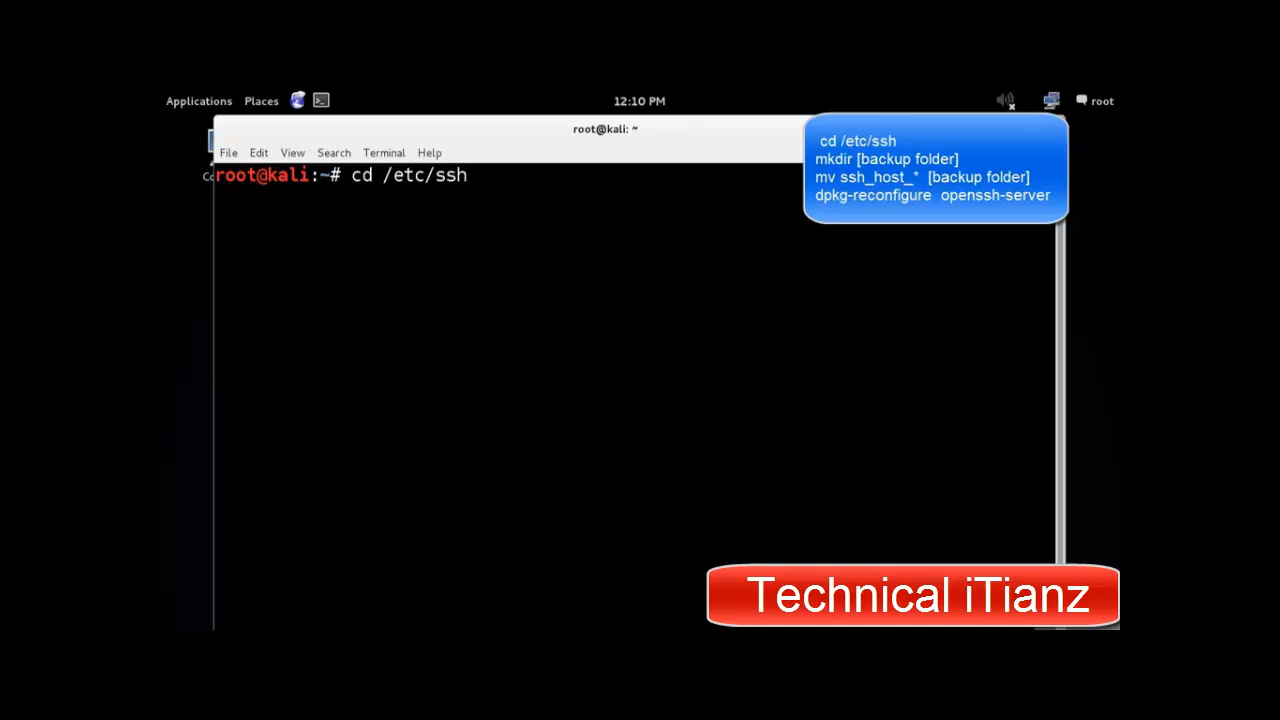 Applications Places 12:10 PM root
root@kali: ~
File Edit View Search Terminal Help
root@kali:~# cd /etc/ssh
cd /etc/ssh
mkdir [backup folder]
mv ssh_host_* [backup folder]
dpkg-reconfigure openssh-server
Technical iTianz